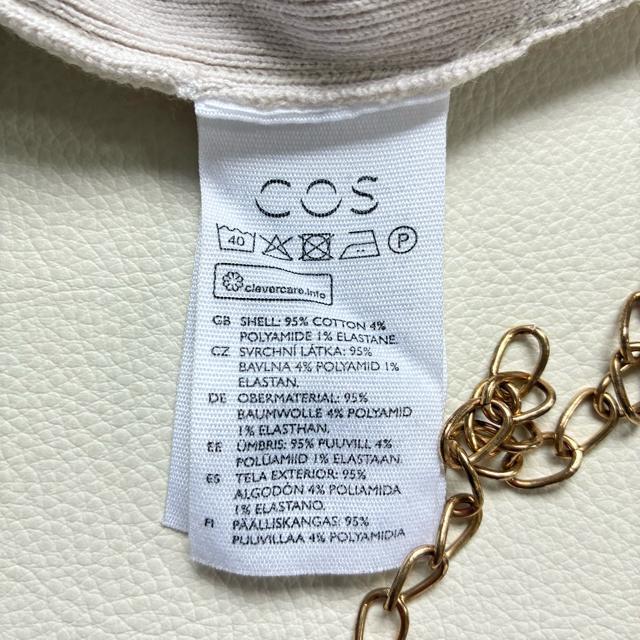 COS
40
P
clevercare.info
GB SHELL: 95% COTTON 4%
POLYAMIDE 1% ELASTANE.
CZ SVRCHNÍ LÁTKA: 95%
BAVLNA 4% POLYAMID 1%
ELASTAN.
DE OBERMATERIAL: 95%
BAUMWOLLE 4% POLYAMID
1% ELASTHAN.
EE ÜMBRIS: 95% PUUVILL 4%
POLÜAMIID 1% ELASTAAN.
ES TELA EXTERIOR: 95%
ALGODÓN 4% POLIAMIDA
1% ELASTANO.
FI PÄÄLLISKANGAS: 95%
PUUVILLAA 4% POLYAMIDIA